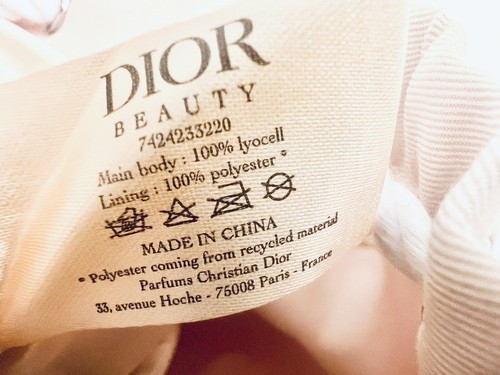 DIOR
BEAUTY
7424233220
Main body : 100% lyocell
Lining : 100% polyester *
MADE IN CHINA
* Polyester coming from recycled material
Parfums Christian Dior
33, avenue Hoche - 75008 Paris - France